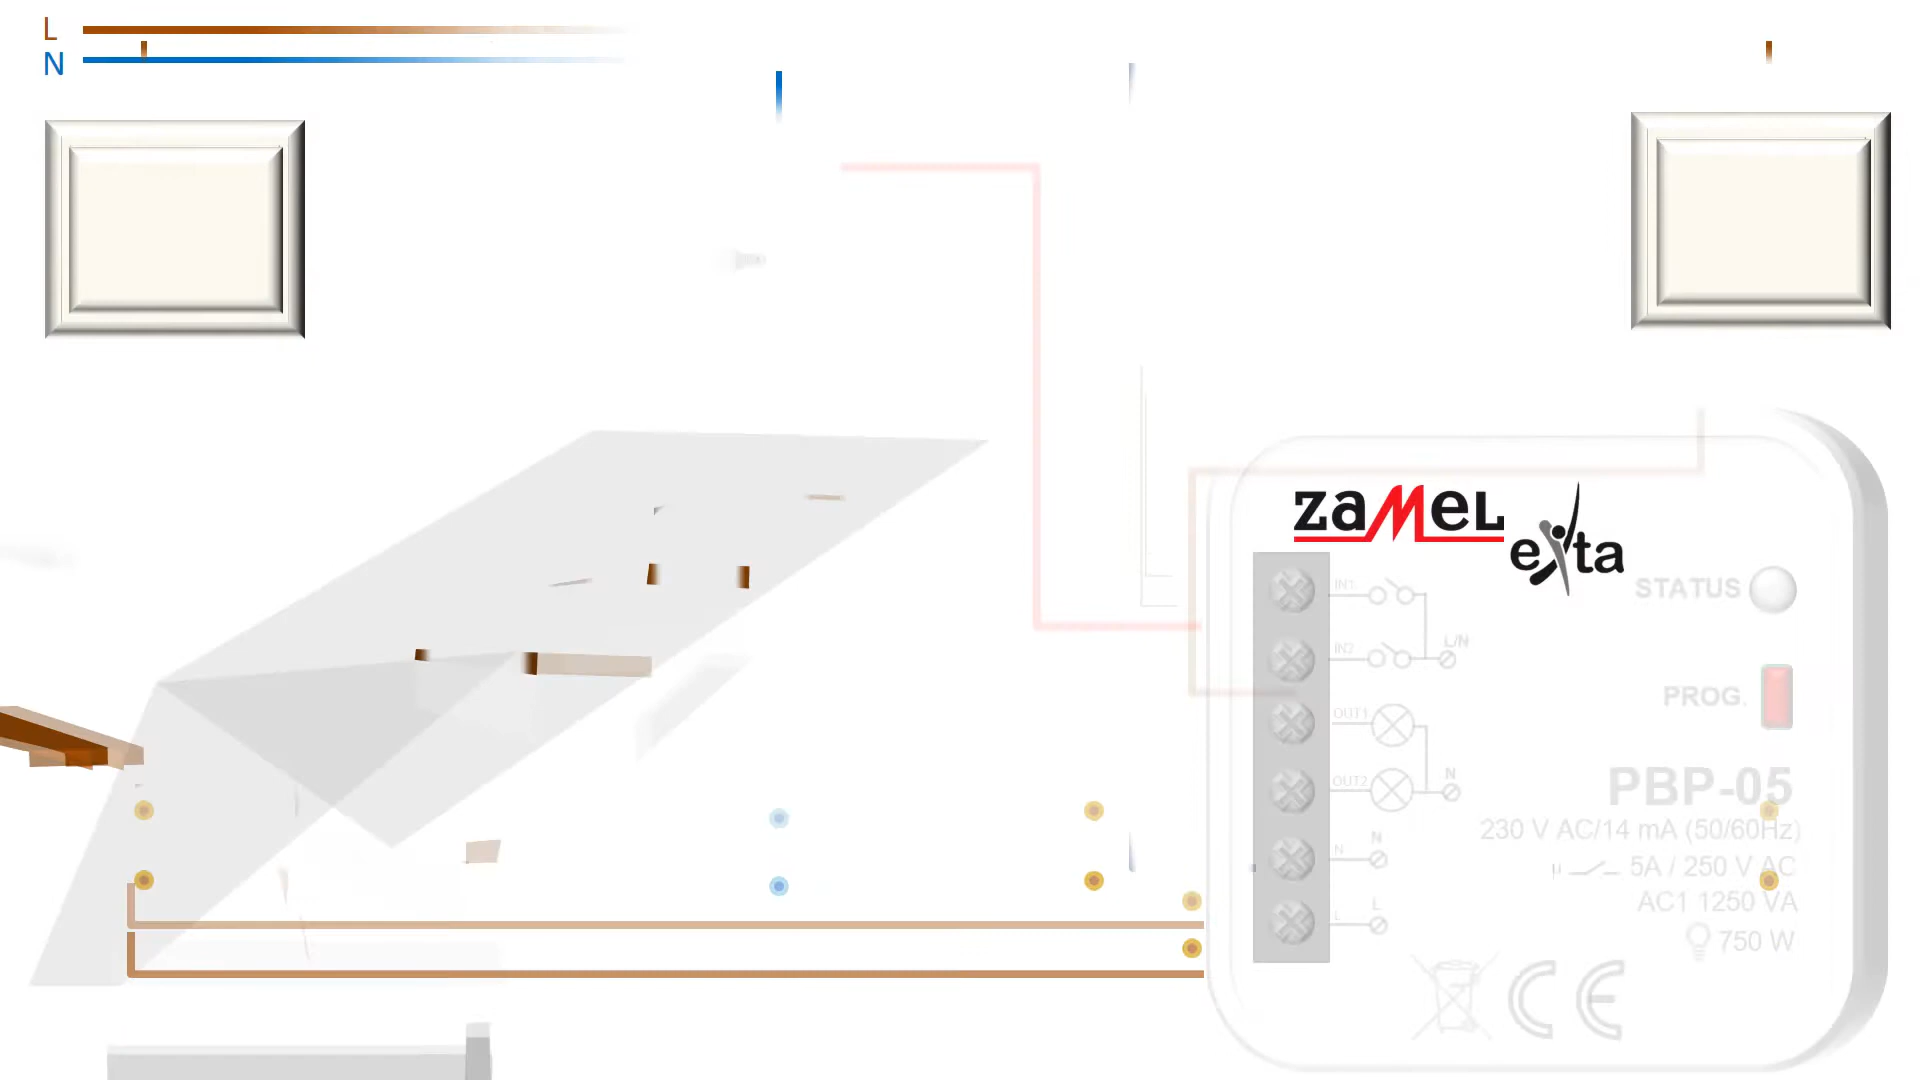 L
N
zaMeL
exta
IN1
STATUS
IN2
L/N
PROG.
OUT1
OUT2
N
PBP-05
230 V AC/14 mA (50/60Hz)
N
N
µ
5A / 250 V AC
L
L
AC1 1250 VA
750 W
CE